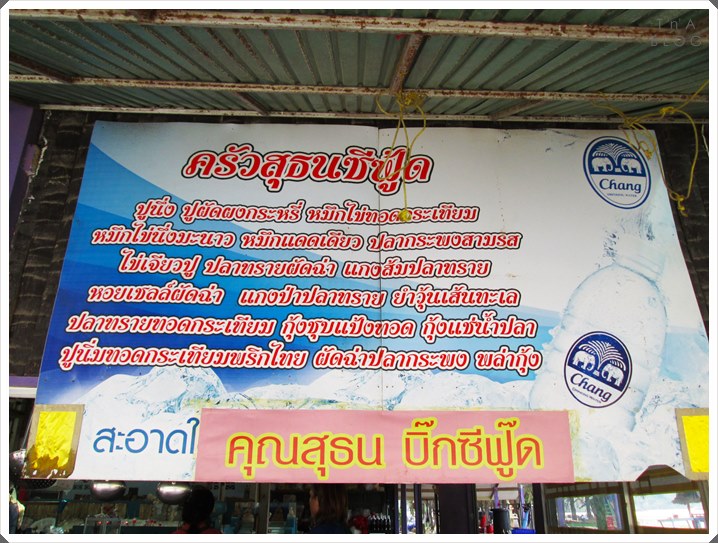 TnA
BLOG
ครัวสุธนซีฟู๊ด
Chang
ปูนึ่ง ปูผัดผงกระหรี่ หมึกไข่ทอดกระเทียม
หมึกไข่นึ่งมะนาว หมึกแดดเดียว ปลากระพงสามรส
ไข่เจียวปู ปลาทรายผัดฉ่า แกงส้มปลาทราย
หอยเชลล์ผัดฉ่า แกงป่าปลาทราย ยำวุ้นเส้นทะเล
ปลาทรายทอดกระเทียม กุ้งชุบแป้งทอด กุ้งแช่น้ำปลา
ปูนิ่มทอดกระเทียมพริกไทย ผัดฉ่าปลากระพง พล่ากุ้ง
Chang
สะอาดใ
คุณสุธน บิ๊กซีฟู๊ด